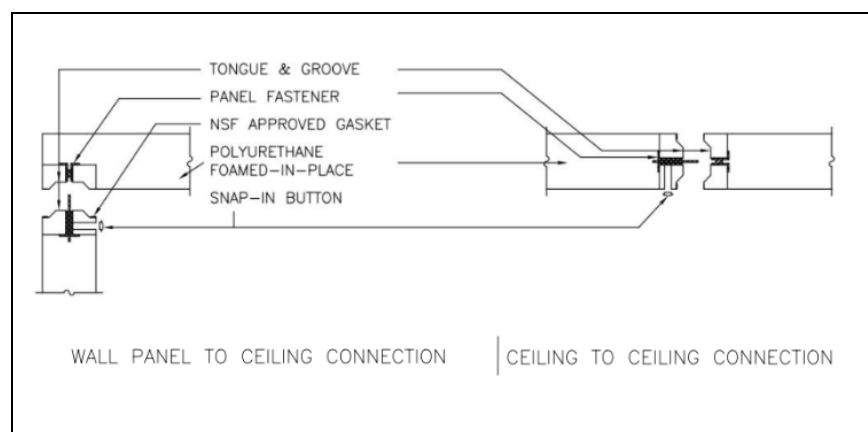 TONGUE & GROOVE
PANEL FASTENER
NSF APPROVED GASKET
POLYURETHANE
FOAMED-IN-PLACE
SNAP-IN BUTTON
WALL PANEL TO CEILING CONNECTION
CEILING TO CEILING CONNECTION